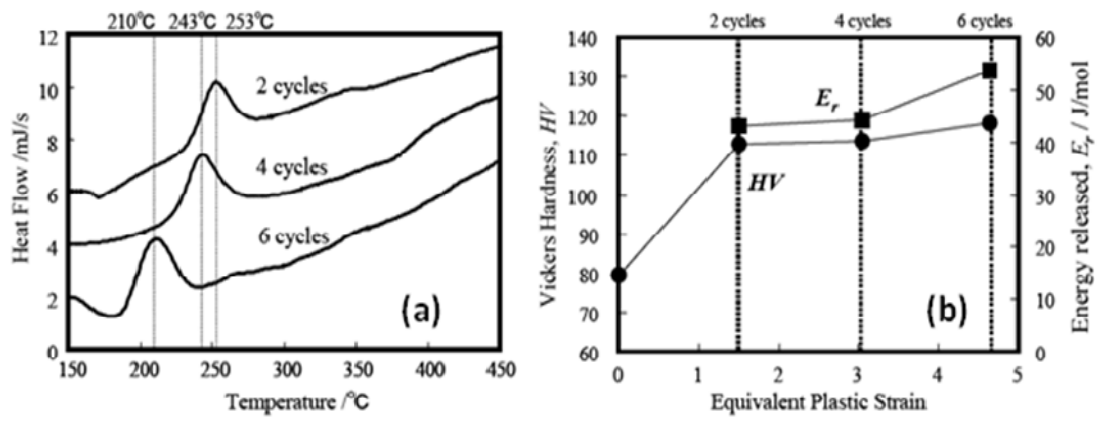 210°C 243°C 253°C
12
10
8
6
4
2
0
Heat Flow /mJ/s
2 cycles
4 cycles
6 cycles
(a)
150 200 250 300 350 400 450
Temperature /°C
2 cycles 4 cycles 6 cycles
140
130
120
110
100
90
80
70
60
Vickers Hardness, HV
Er
HV
(b)
60
50
40
30
20
10
0
Energy released, Er / J/mol
0 1 2 3 4 5
Equivalent Plastic Strain